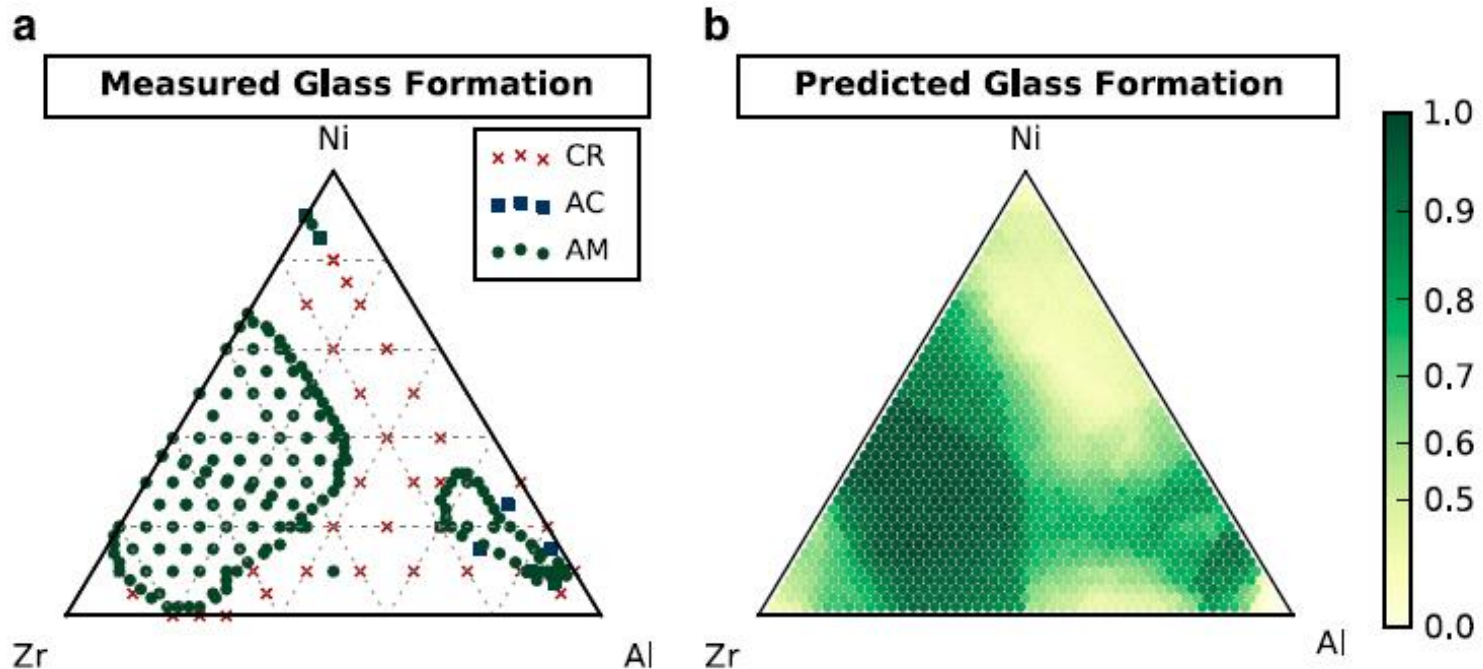 a
Measured Glass Formation
Ni
CR
AC
AM
Zr
Al
b
Predicted Glass Formation
Ni
Zr
Al
1.0
0.9
0.8
0.7
0.6
0.5
0.0